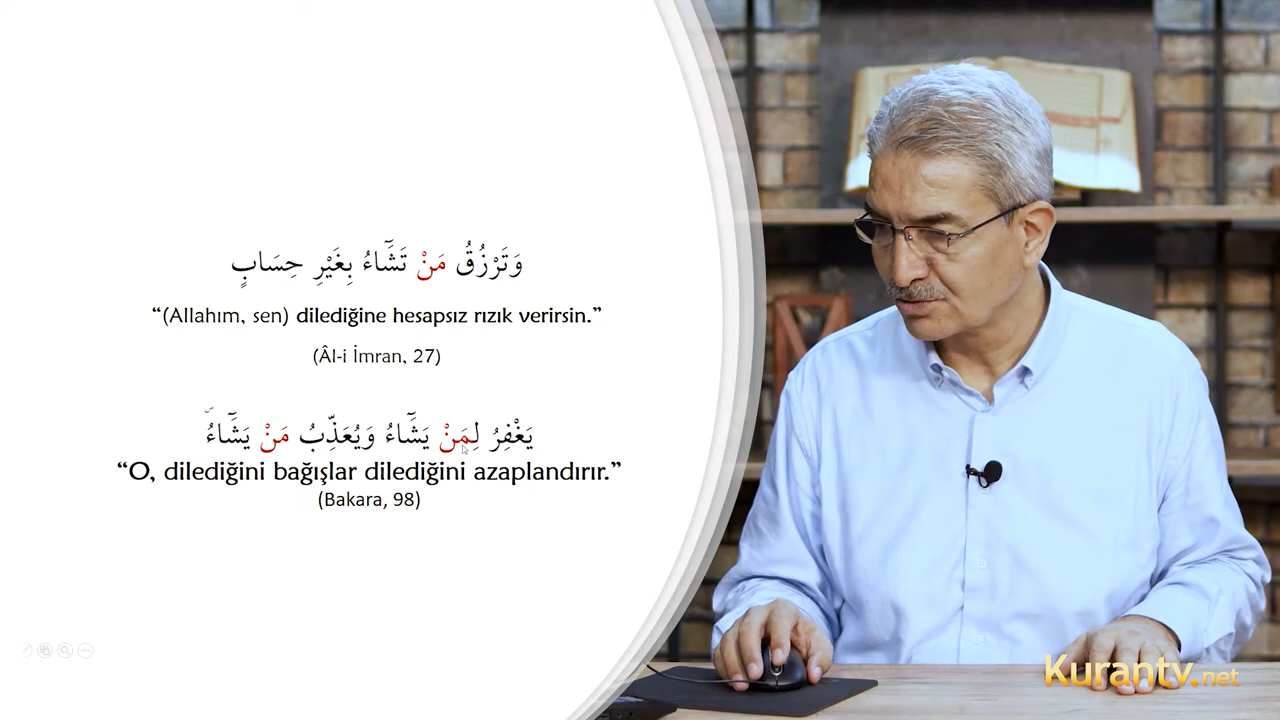 وَتَرْزُقُ مَنْ تَشَٓاءُ بِغَيْرِ حِسَابٍ
“(Allahım, sen) dilediğine hesapsız rızık verirsin.”
(Âl-i İmran, 27)
يَغْفِرُ لِمَنْ يَشَٓاءُ وَيُعَذِّبُ مَنْ يَشَٓاءُۜ
“O, dilediğini bağışlar dilediğini azaplandırır.”
(Bakara, 98)
Kurantv.net